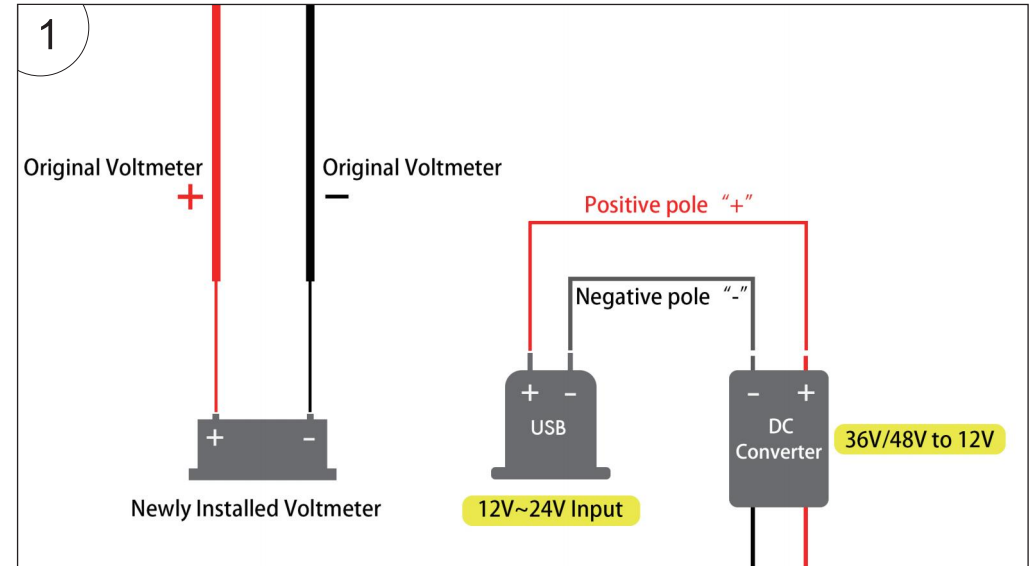 1
Original Voltmeter
+
Original Voltmeter
−
Positive pole “+”
Negative pole “-”
+ -
USB
- +
DC
Converter
36V/48V to 12V
+ -
Newly Installed Voltmeter
12V~24V Input